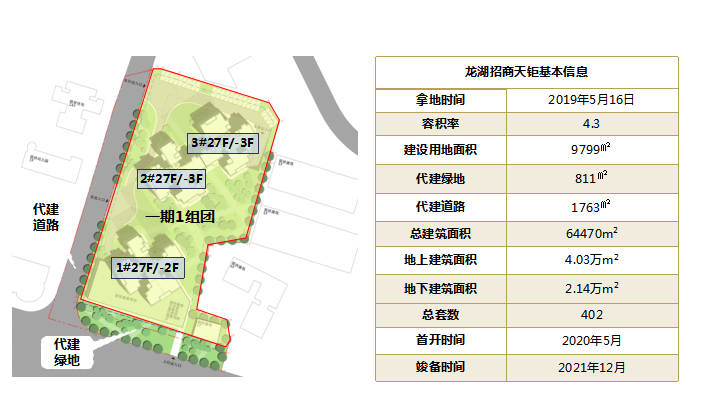 3#27F/-3F
2#27F/-3F
一期1组团
代建
道路
1#27F/-2F
代建
绿地
龙湖招商天钜基本信息
拿地时间 2019年5月16日
容积率 4.3
建设用地面积 9799㎡
代建绿地 811㎡
代建道路 1763㎡
总建筑面积 64470m²
地上建筑面积 4.03万m²
地下建筑面积 2.14万m²
总套数 402
首开时间 2020年5月
竣备时间 2021年12月